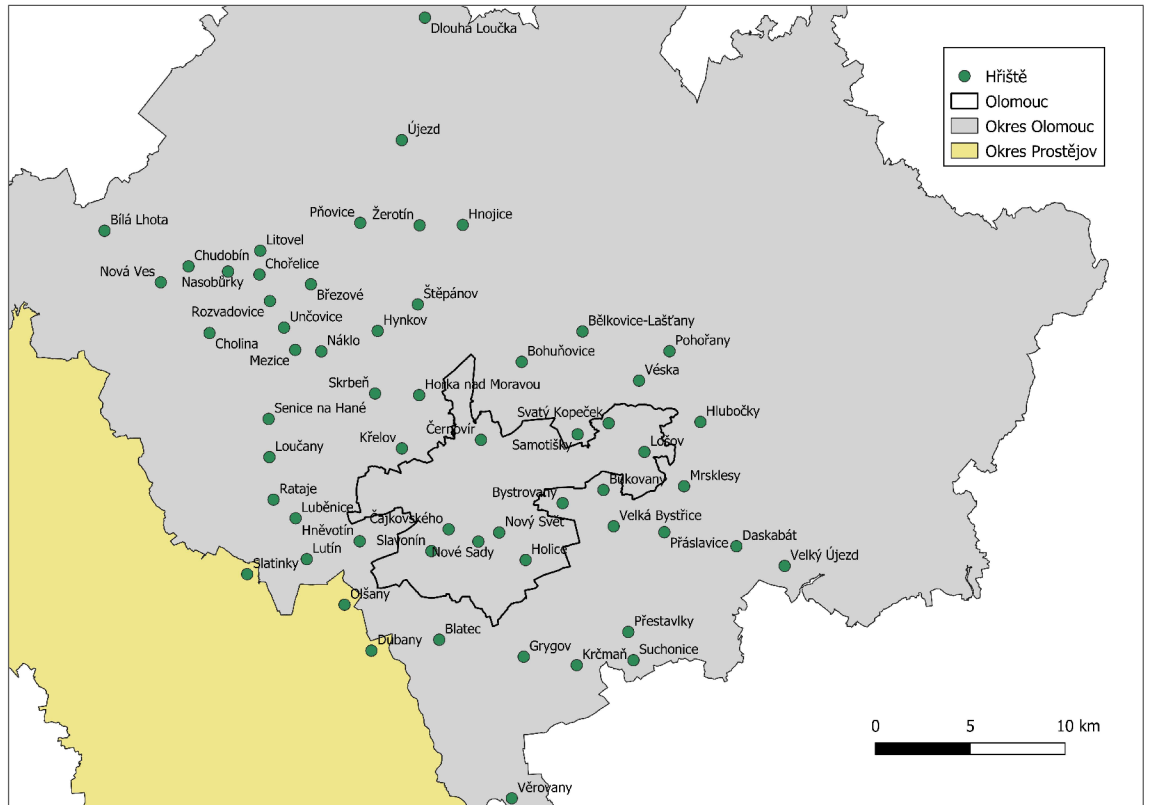 Dlouhá Loučka
Hřiště
Olomouc
Okres Olomouc
Okres Prostějov
Újezd
Bílá Lhota
Pňovice
Žerotín
Hnojice
Litovel
Chudobín
Chořelice
Nová Ves
Nasobůrky
Březové
Štěpánov
Rozvadovice
Unčovice
Hynkov
Cholina
Náklo
Mezice
Bělkovice-Lašťany
Bohuňovice
Pohořany
Véska
Skrbeň
Horka nad Moravou
Senice na Hané
Svatý Kopeček
Hlubočky
Černovír
Křelov
Samotišky
Lošov
Loučany
Rataje
Bukovany
Mrsklesy
Bystrovany
Luběnice
Hněvotín
Čajkovského
Nový Svět
Velká Bystřice
Slavonín
Nové Sady
Holice
Přáslavice
Daskabát
Lutín
Slatinky
Velký Újezd
Olšany
Blatec
Dubany
Přestavlky
Grygov
Krčmaň
Suchonice
0 5 10 km
Věrovany